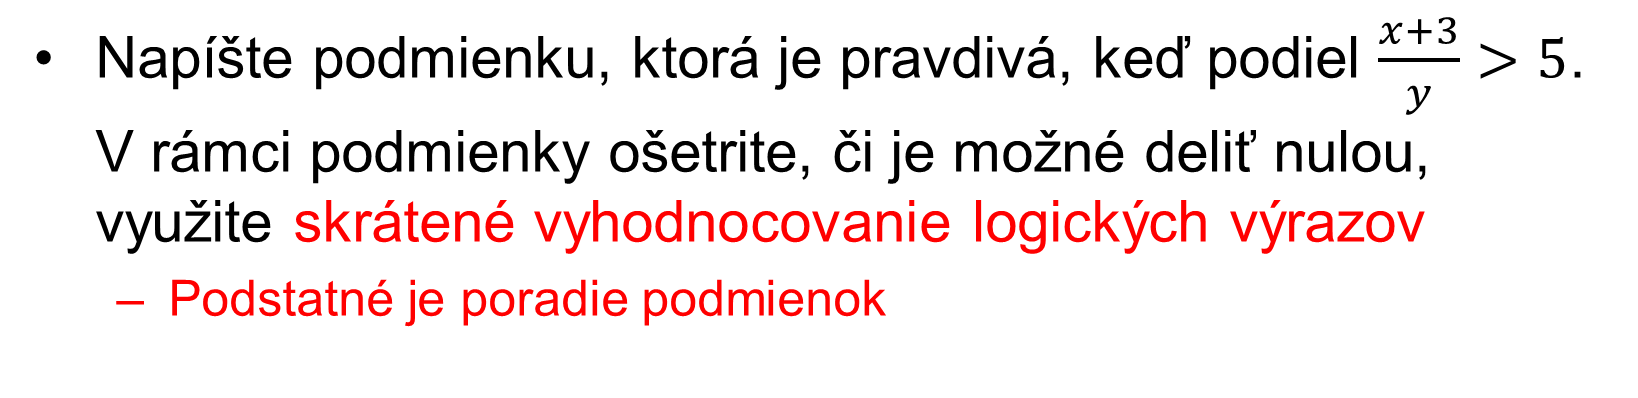 • Napíšte podmienku, ktorá je pravdivá, keď podiel $\frac{x+3}{y} > 5$.
V rámci podmienky ošetrite, či je možné deliť nulou,
využite skrátené vyhodnocovanie logických výrazov
– Podstatné je poradie podmienok